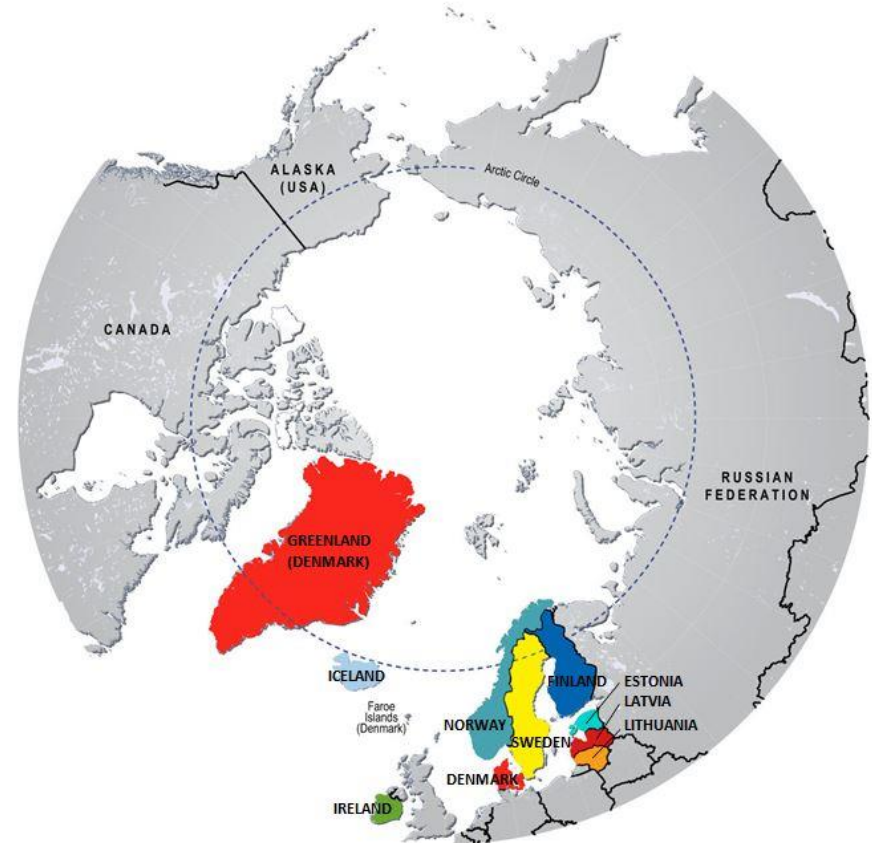 ALASKA
(USA)
Arctic Circle
CANADA
RUSSIAN
FEDERATION
GREENLAND
(DENMARK)
ICELAND
Faroe
Islands
(Denmark)
NORWAY
SWEDEN
FINLAND
ESTONIA
LATVIA
LITHUANIA
DENMARK
IRELAND